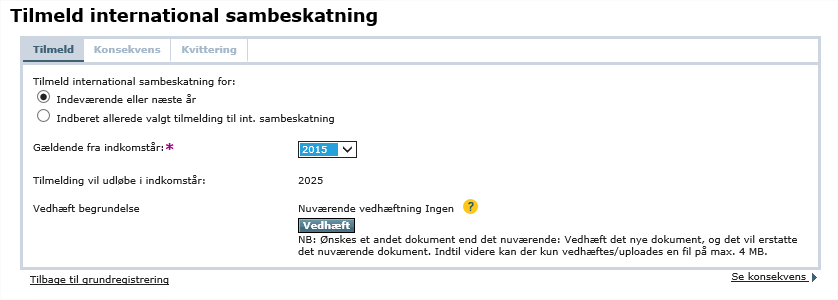 Tilmeld international sambeskatning
Tilmeld Konsekvens Kvittering
Tilmeld international sambeskatning for:
Indeværende eller næste år
Indberet allerede valgt tilmelding til int. sambeskatning
Gældende fra indkomstår:* 2015
Tilmelding vil udløbe i indkomstår: 2025
Vedhæft begrundelse Nuværende vedhæftning Ingen ?
Vedhæft
NB: Ønskes et andet dokument end det nuværende: Vedhæft det nye dokument, og det vil erstatte
det nuværende dokument. Indtil videre kan der kun vedhæftes/uploades en fil på max. 4 MB.
Tilbage til grundregistrering Se konsekvens